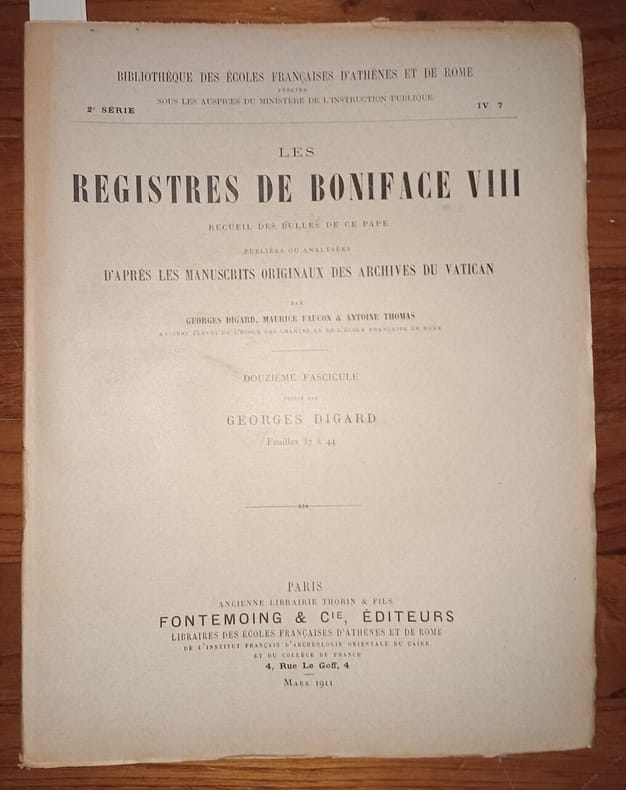 BIBLIOTHÈQUE DES ÉCOLES FRANÇAISES D'ATHÈNES ET DE ROME
PUBLIÉE
SOUS LES AUSPICES DU MINISTÈRE DE L'INSTRUCTION PUBLIQUE
2e SÉRIE IV. 7
LES
REGISTRES DE BONIFACE VIII
RECUEIL DES BULLES DE CE PAPE
PUBLIÉES OU ANALYSÉES
D'APRÈS LES MANUSCRITS ORIGINAUX DES ARCHIVES DU VATICAN
PAR
GEORGES DIGARD, MAURICE FAUCON & ANTOINE THOMAS
ANCIENS ÉLÈVES DE L'ÉCOLE DES CHARTES ET DE L'ÉCOLE FRANÇAISE DE ROME
DOUZIÈME FASCICULE
PUBLIÉ PAR
GEORGES DIGARD
Feuilles 37 à 44
PARIS
ANCIENNE LIBRAIRIE THORIN & FILS
FONTEMOING & CIE, ÉDITEURS
LIBRAIRES DES ÉCOLES FRANÇAISES D'ATHÈNES ET DE ROME
DE L'INSTITUT FRANÇAIS D'ARCHÉOLOGIE ORIENTALE DU CAIRE
ET DU COLLÈGE DE FRANCE
4, Rue Le Goff, 4
MARS 1911